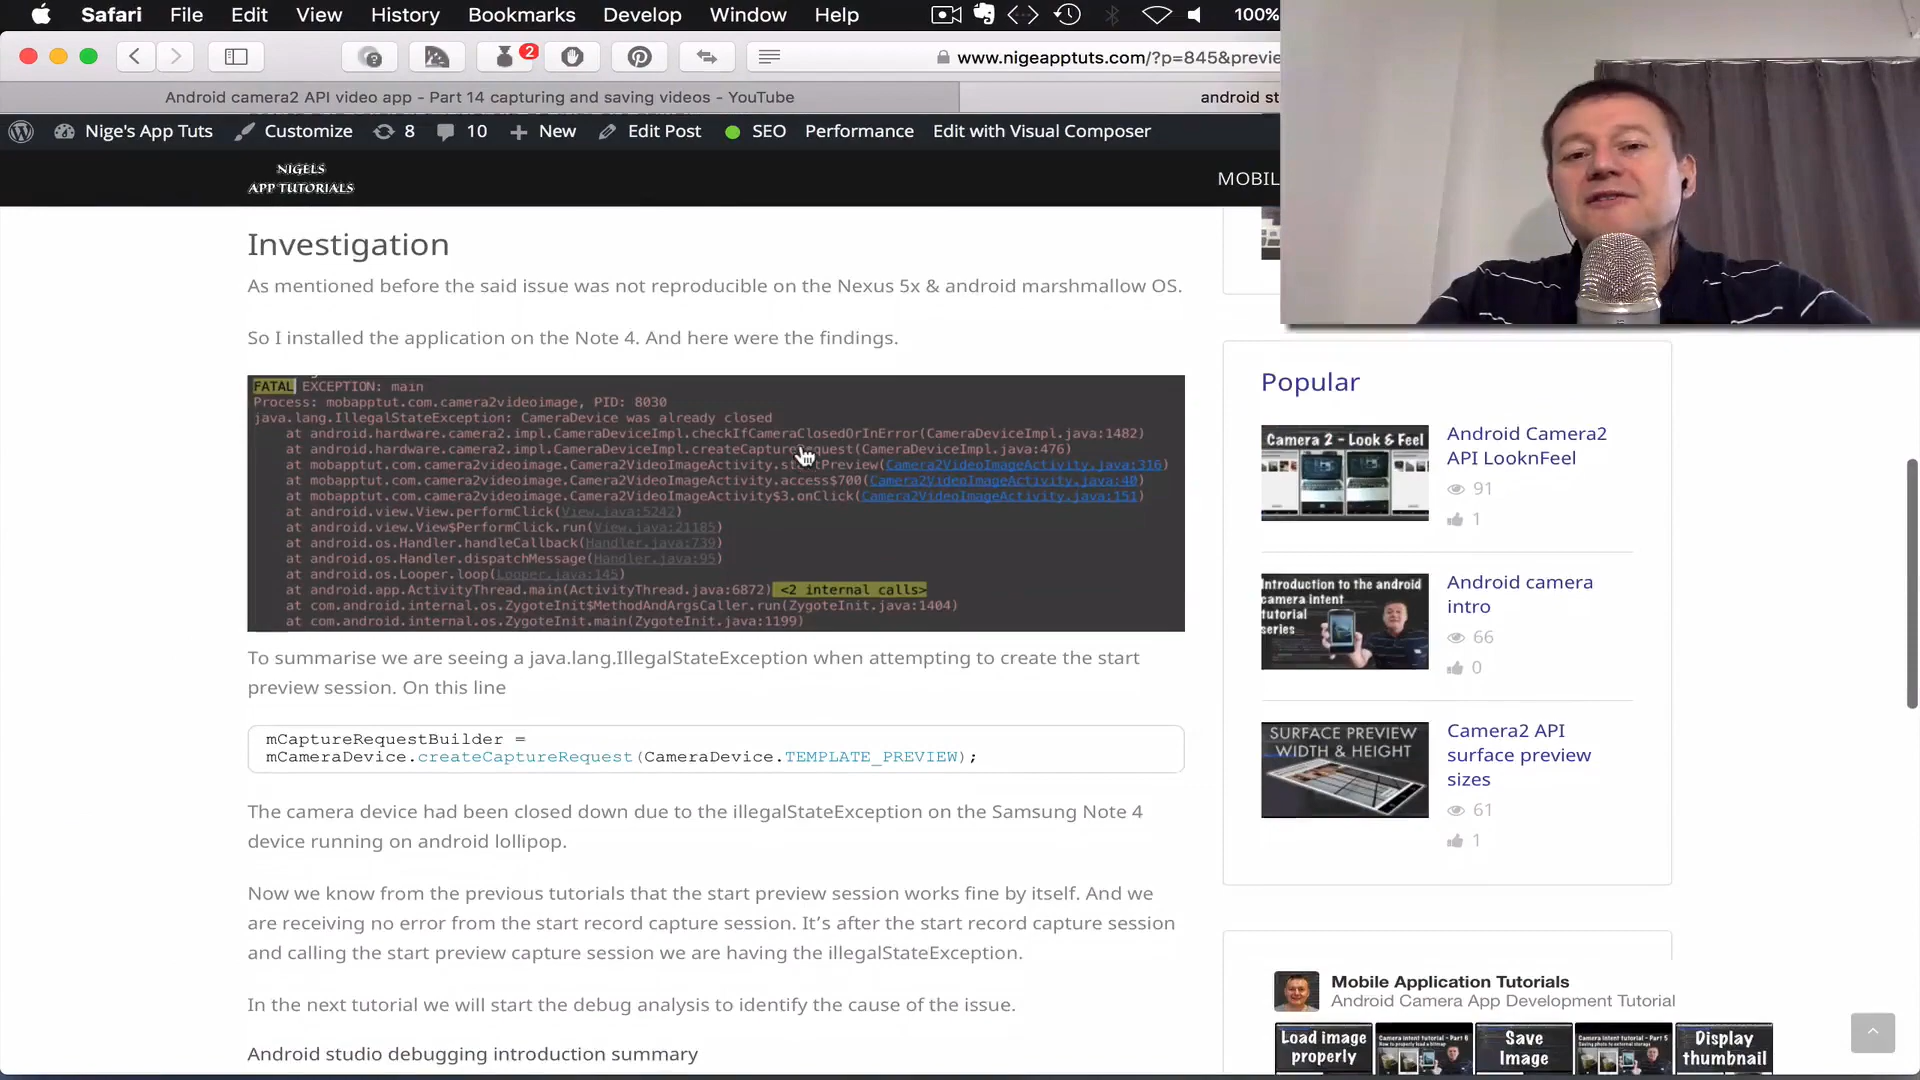 Safari File Edit View History Bookmarks Develop Window Help 100%
2
www.nigeapptuts.com/?p=845&previe
Android camera2 API video app - Part 14 capturing and saving videos - YouTube
android st
Nige's App Tuts Customize 8 10 New Edit Post SEO Performance Edit with Visual Composer
NIGELS
APP TUTORIALS
MOBIL
Investigation
As mentioned before the said issue was not reproducible on the Nexus 5x & android marshmallow OS.
So I installed the application on the Note 4. And here were the findings.
FATAL EXCEPTION: main
Process: mobapptut.com.camera2videoimage, PID: 8030
java.lang.IllegalStateException: CameraDevice was already closed
at android.hardware.camera2.impl.CameraDeviceImpl.checkIfCameraClosedOrInError(CameraDeviceImpl.java:1482)
at android.hardware.camera2.impl.CameraDeviceImpl.createCaptureRequest(CameraDeviceImpl.java:476)
at mobapptut.com.camera2videoimage.Camera2VideoImageActivity.startPreview(Camera2VideoImageActivity.java:316)
at mobapptut.com.camera2videoimage.Camera2VideoImageActivity.access$700(Camera2VideoImageActivity.java:40)
at mobapptut.com.camera2videoimage.Camera2VideoImageActivity$3.onClick(Camera2VideoImageActivity.java:151)
at android.view.View.performClick(View.java:5242)
at android.view.View$PerformClick.run(View.java:21185)
at android.os.Handler.handleCallback(Handler.java:739)
at android.os.Handler.dispatchMessage(Handler.java:95)
at android.os.Looper.loop(Looper.java:145)
at android.app.ActivityThread.main(ActivityThread.java:6872) <2 internal calls>
at com.android.internal.os.ZygoteInit$MethodAndArgsCaller.run(ZygoteInit.java:1404)
at com.android.internal.os.ZygoteInit.main(ZygoteInit.java:1199)
To summarise we are seeing a java.lang.IllegalStateException when attempting to create the start
preview session. On this line
mCaptureRequestBuilder =
mCameraDevice.createCaptureRequest(CameraDevice.TEMPLATE_PREVIEW);
The camera device had been closed down due to the illegalStateException on the Samsung Note 4
device running on android lollipop.
Now we know from the previous tutorials that the start preview session works fine by itself. And we
are receiving no error from the start record capture session. It's after the start record capture session
and calling the start preview capture session we are having the illegalStateException.
In the next tutorial we will start the debug analysis to identify the cause of the issue.
Android studio debugging introduction summary
Popular
Camera 2 - Look & Feel
Android Camera2
API LooknFeel
91
1
Introduction to the android
camera intent
tutorial
series
Android camera
intro
66
0
SURFACE PREVIEW
WIDTH & HEIGHT
Camera2 API
surface preview
sizes
61
1
Mobile Application Tutorials
Android Camera App Development Tutorial
Load image
properly
Camera intent tutorial - Part 6
Save
Image
Camera intent tutorial - Part 5
Display
thumbnail